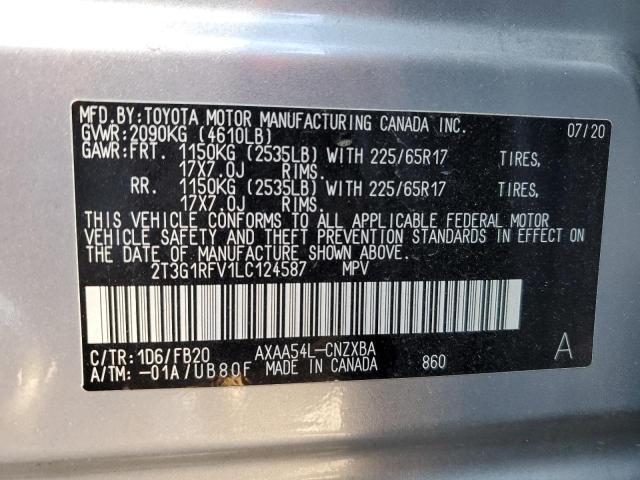 MFD.BY:TOYOTA MOTOR MANUFACTURING CANADA INC. 07/20
GVWR:2090KG (4610LB)
GAWR:FRT. 1150KG (2535LB) WITH 225/65R17 TIRES,
17X7.0J RIMS.
RR. 1150KG (2535LB) WITH 225/65R17 TIRES,
17X7.0J RIMS.
THIS VEHICLE CONFORMS TO ALL APPLICABLE FEDERAL MOTOR
VEHICLE SAFETY AND THEFT PREVENTION STANDARDS IN EFFECT ON
THE DATE OF MANUFACTURE SHOWN ABOVE.
2T3G1RFV1LC124587 MPV
C/TR:1D6/FB20 AXAA54L-CNZXBA A
A/TM:-01A/UB80F MADE IN CANADA 860